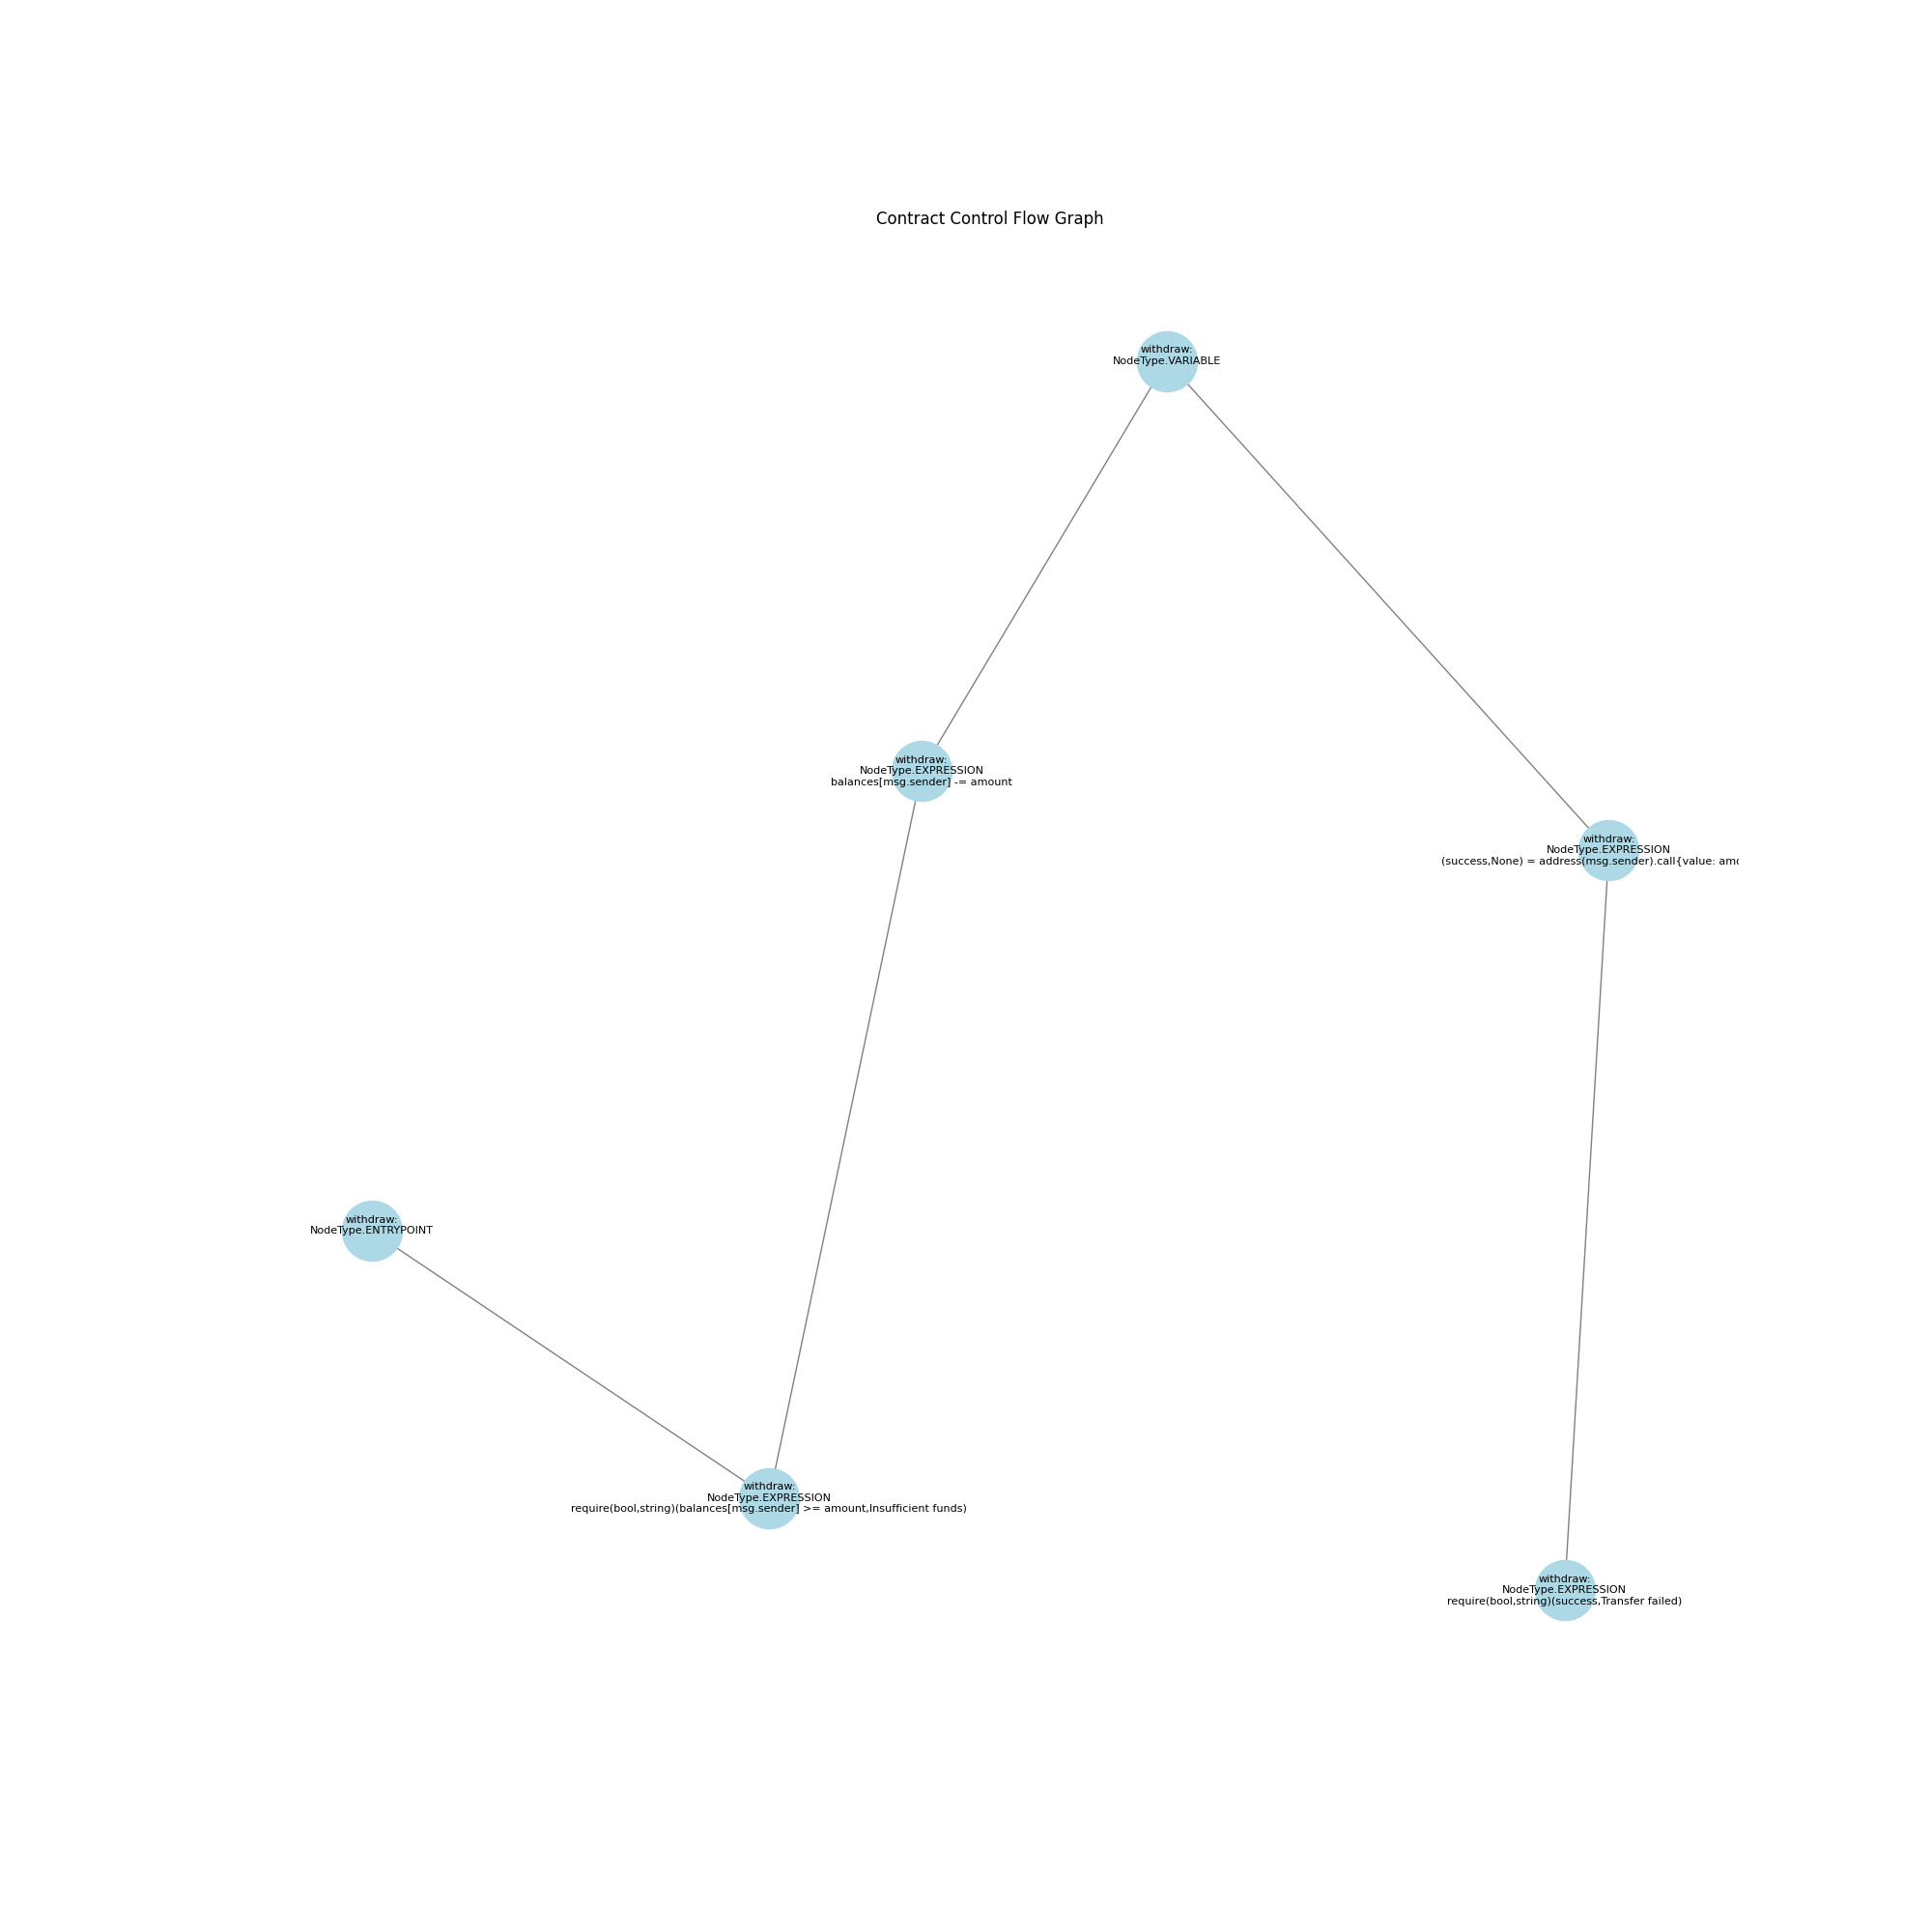 Contract Control Flow Graph
withdraw:
NodeType.VARIABLE
withdraw:
NodeType.EXPRESSION
balances[msg.sender] -= amount
withdraw:
NodeType.EXPRESSION
(success,None) = address(msg.sender).call{value: amo
withdraw:
NodeType.ENTRYPOINT
withdraw:
NodeType.EXPRESSION
require(bool,string)(balances[msg.sender] >= amount,Insufficient funds)
withdraw:
NodeType.EXPRESSION
require(bool,string)(success,Transfer failed)